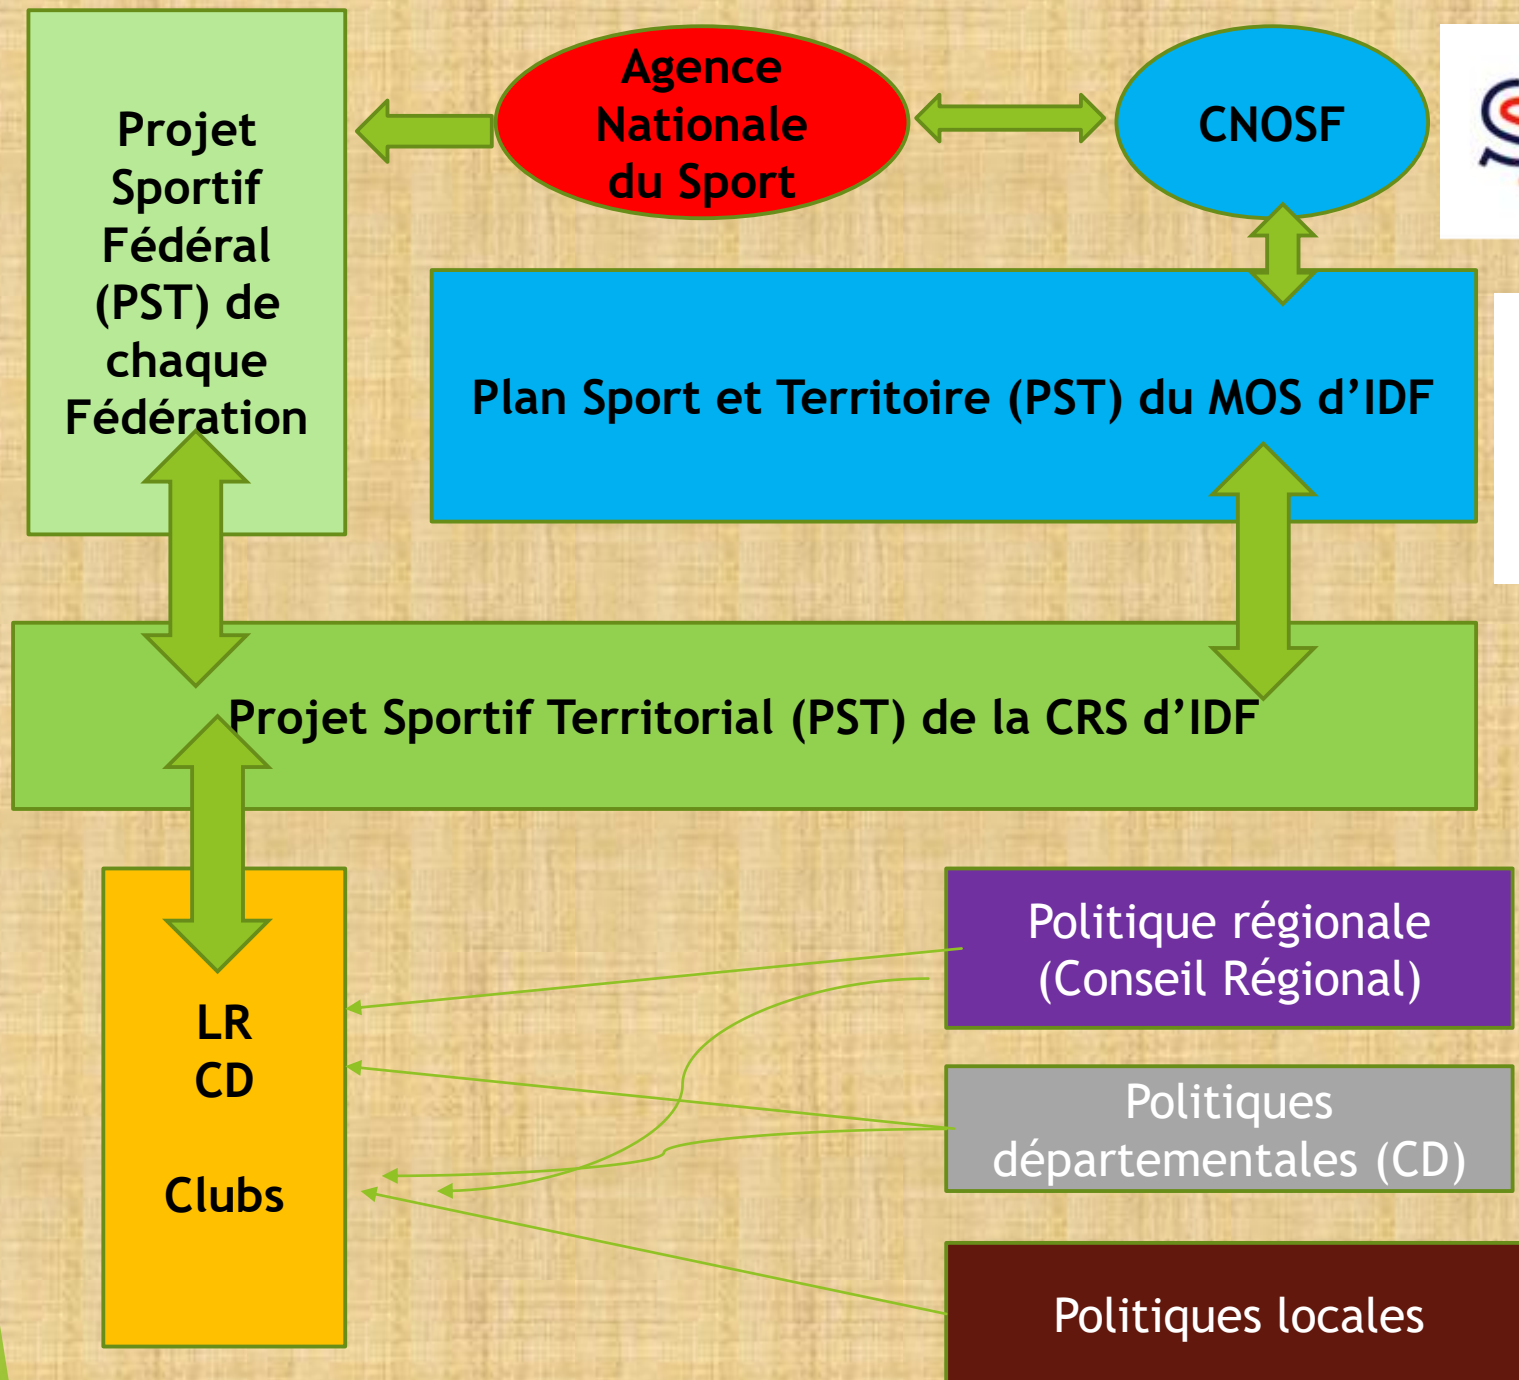 Projet
Sportif
Fédéral
(PST) de
chaque
Fédération
Agence
Nationale
du Sport
CNOSF
Plan Sport et Territoire (PST) du MOS d’IDF
Projet Sportif Territorial (PST) de la CRS d’IDF
LR
CD
Clubs
Politique régionale
(Conseil Régional)
Politiques
départementales (CD)
Politiques locales